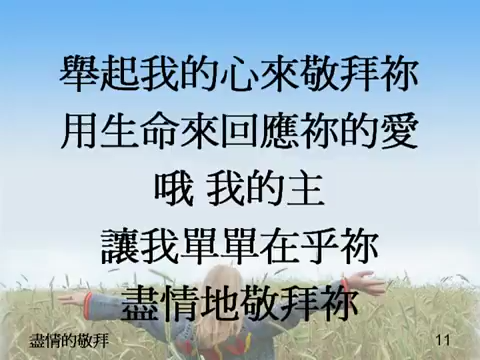 舉起我的心來敬拜祢
用生命來回應祢的愛
哦 我的主
讓我單單在乎祢
盡情地敬拜祢
盡情的敬拜
11